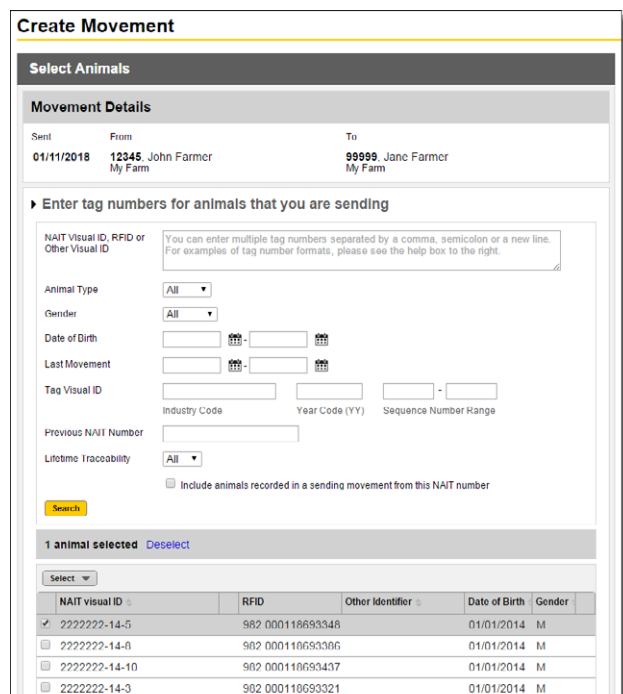 Create Movement
Select Animals
Movement Details
Sent From To
01/11/2018 12345, John Farmer 99999, Jane Farmer
My Farm My Farm
Enter tag numbers for animals that you are sending
NAIT Visual ID, RFID or
Other Visual ID
You can enter multiple tag numbers separated by a comma, semicolon or a new line.
For examples of tag number formats, please see the help box to the right.
Animal Type All
Gender All
Date of Birth -
Last Movement -
Tag Visual ID -
Industry Code Year Code (YY) Sequence Number Range
Previous NAIT Number
Lifetime Traceability All
Include animals recorded in a sending movement from this NAIT number
Search
1 animal selected Deselect
Select
NAIT visual ID RFID Other Identifier Date of Birth Gender
2222222-14-5 982 000118693348 01/01/2014 M
2222222-14-8 982 000118693386 01/01/2014 M
2222222-14-10 982 000118693437 01/01/2014 M
2222222-14-3 982 000118693321 01/01/2014 M